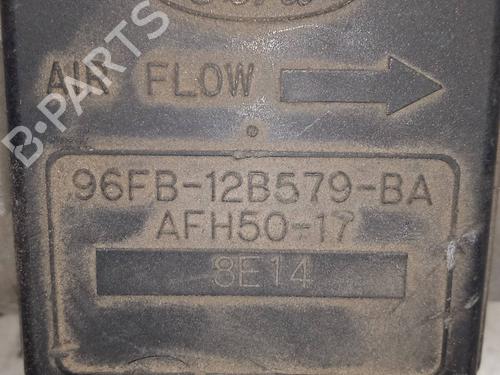 B-PARTS
AIR FLOW
96FB-12B579-BA
AFH50-17
8E14